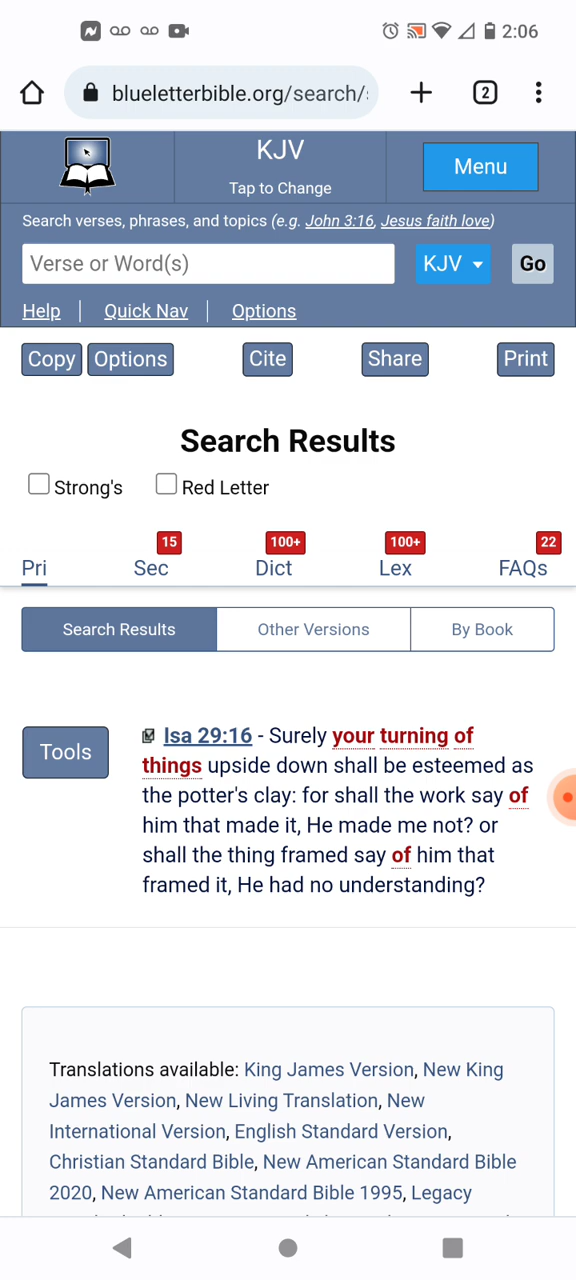 2:06
blueletterbible.org/search/
2
KJV
Tap to Change
Menu
Search verses, phrases, and topics (e.g. John 3:16, Jesus faith love)
Verse or Word(s)
KJV
Go
Help
Quick Nav
Options
Copy
Options
Cite
Share
Print
Search Results
Strong's
Red Letter
Pri
Sec 15
Dict 100+
Lex 100+
FAQs 22
Search Results
Other Versions
By Book
Tools
Isa 29:16 - Surely your turning of
things upside down shall be esteemed as
the potter's clay: for shall the work say of
him that made it, He made me not? or
shall the thing framed say of him that
framed it, He had no understanding?
Translations available: King James Version, New King
James Version, New Living Translation, New
International Version, English Standard Version,
Christian Standard Bible, New American Standard Bible
2020, New American Standard Bible 1995, Legacy